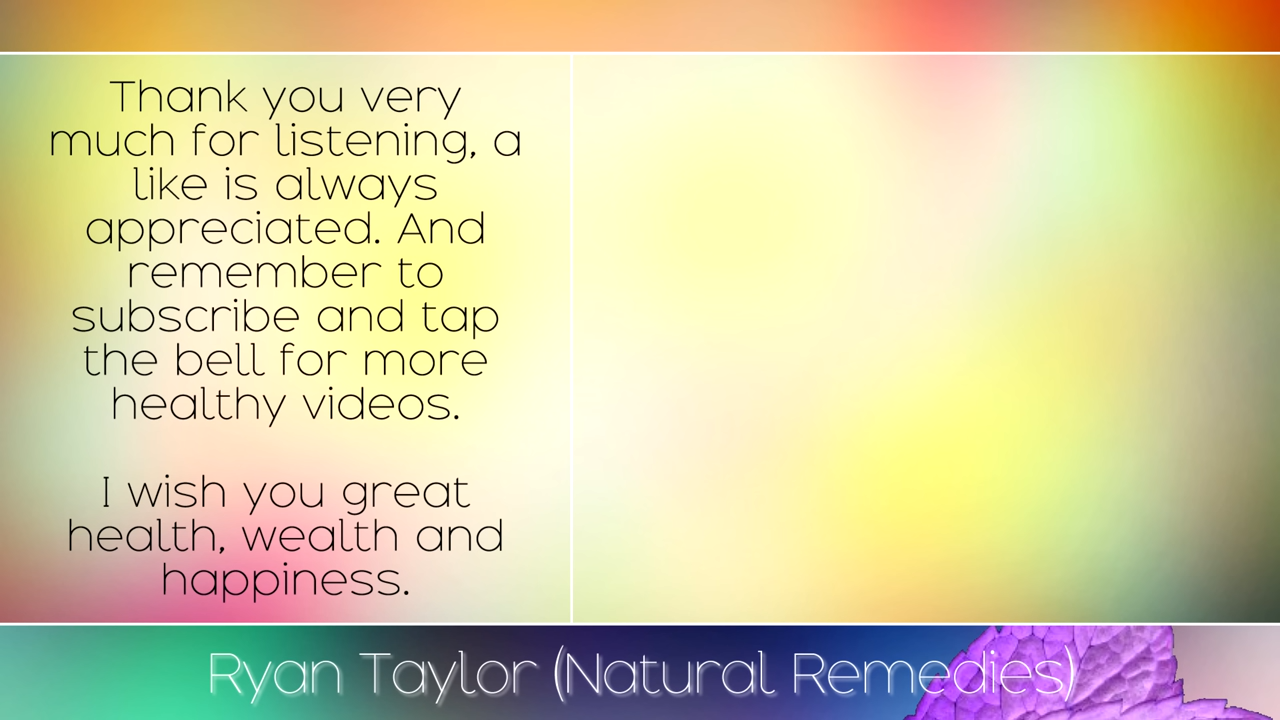 Thank you very
much for listening, a
like is always
appreciated. And
remember to
subscribe and tap
the bell for more
healthy videos.
I wish you great
health, wealth and
happiness.
Ryan Taylor (Natural Remedies)